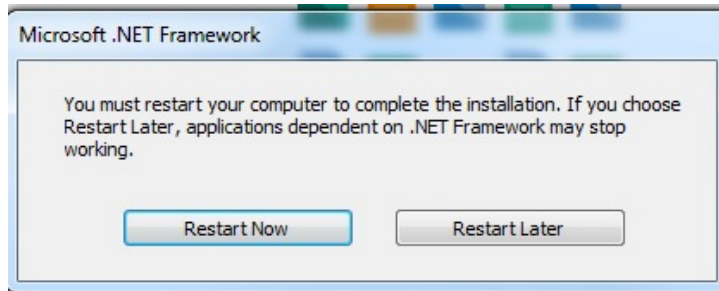 Microsoft .NET Framework
You must restart your computer to complete the installation. If you choose
Restart Later, applications dependent on .NET Framework may stop
working.
Restart Now
Restart Later